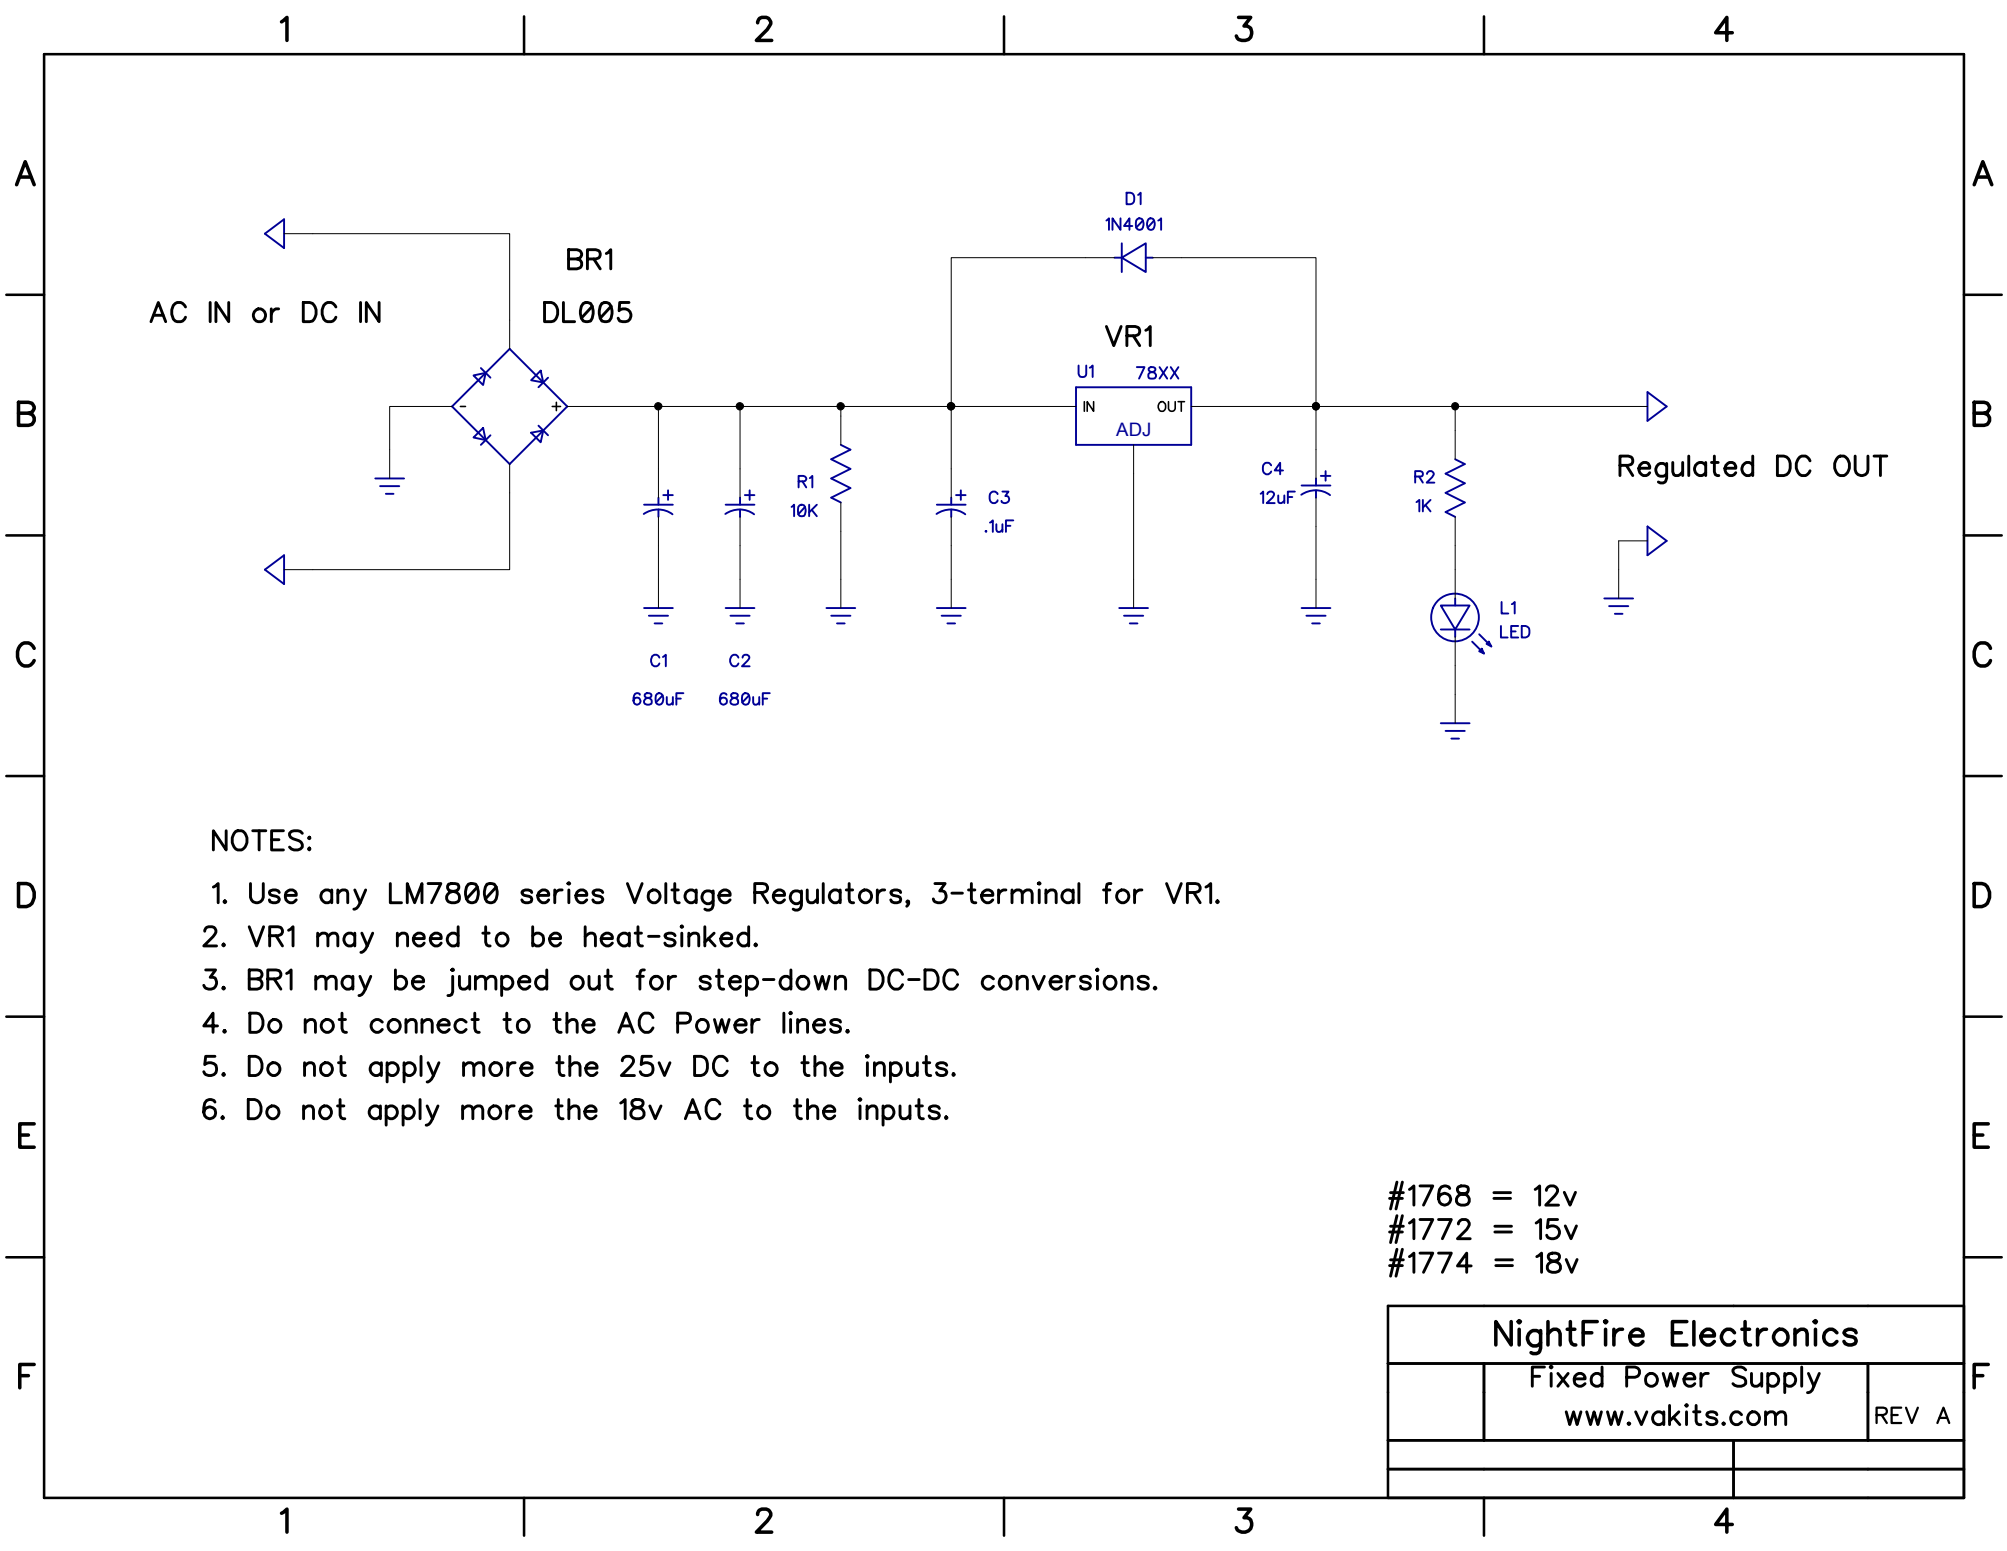 1 2 3 4
A A
D1
1N4001
BR1
AC IN or DC IN DL005
VR1
U1 78XX
- + IN OUT
ADJ
B B
C4
12uF
R2
1K
Regulated DC OUT
R1
10K
C3
.1uF
+ + + +
L1
LED
C C
C1 C2
680uF 680uF
NOTES:
1. Use any LM7800 series Voltage Regulators, 3-terminal for VR1.
2. VR1 may need to be heat-sinked.
3. BR1 may be jumped out for step-down DC-DC conversions.
4. Do not connect to the AC Power lines.
5. Do not apply more the 25v DC to the inputs.
6. Do not apply more the 18v AC to the inputs.
D D
E E
#1768 = 12v
#1772 = 15v
#1774 = 18v
NightFire Electronics
Fixed Power Supply
www.vakits.com
REV A
F F
1 2 3 4